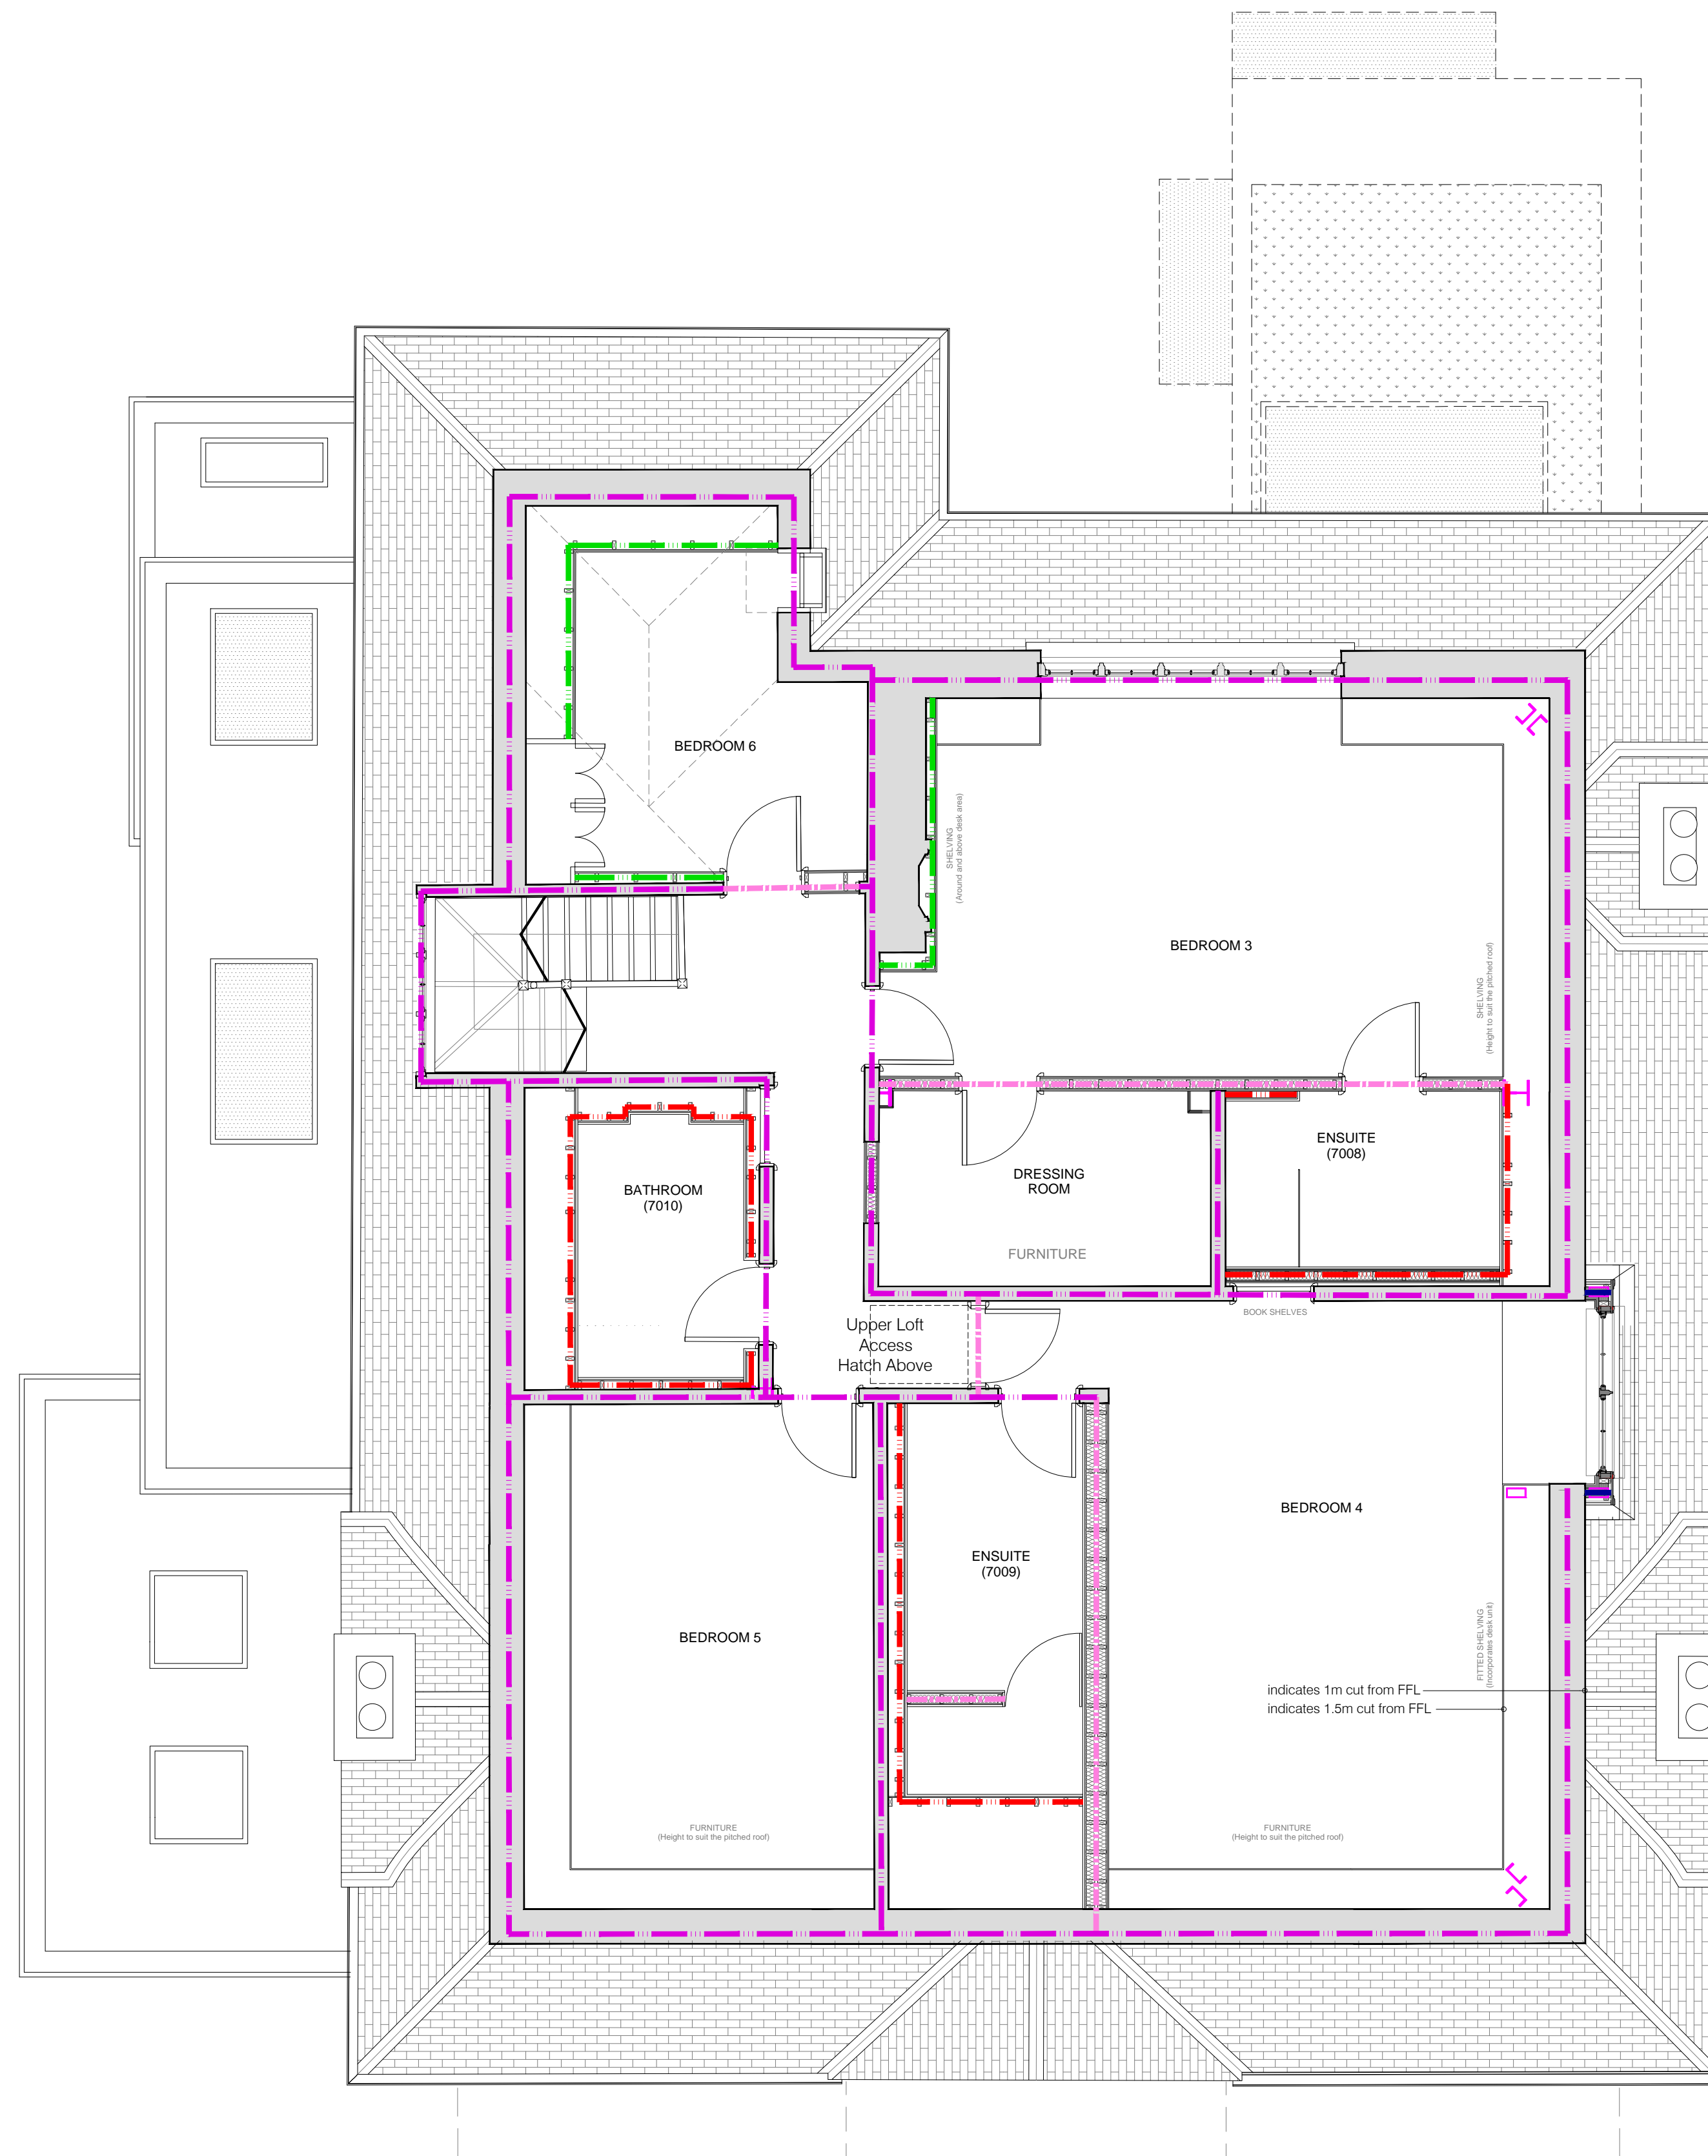 BEDROOM 6
SHELVING
(Around and above desk area)
BEDROOM 3
SHELVING
(Height to suit the pitched roof)
ENSUITE
(7008)
BATHROOM
(7010)
DRESSING
ROOM
FURNITURE
BOOK SHELVES
Upper Loft
Access
Hatch Above
BEDROOM 4
ENSUITE
(7009)
BEDROOM 5
FITTED SHELVING
(Incorporates desk unit)
indicates 1m cut from FFL
indicates 1.5m cut from FFL
FURNITURE
(Height to suit the pitched roof)
FURNITURE
(Height to suit the pitched roof)